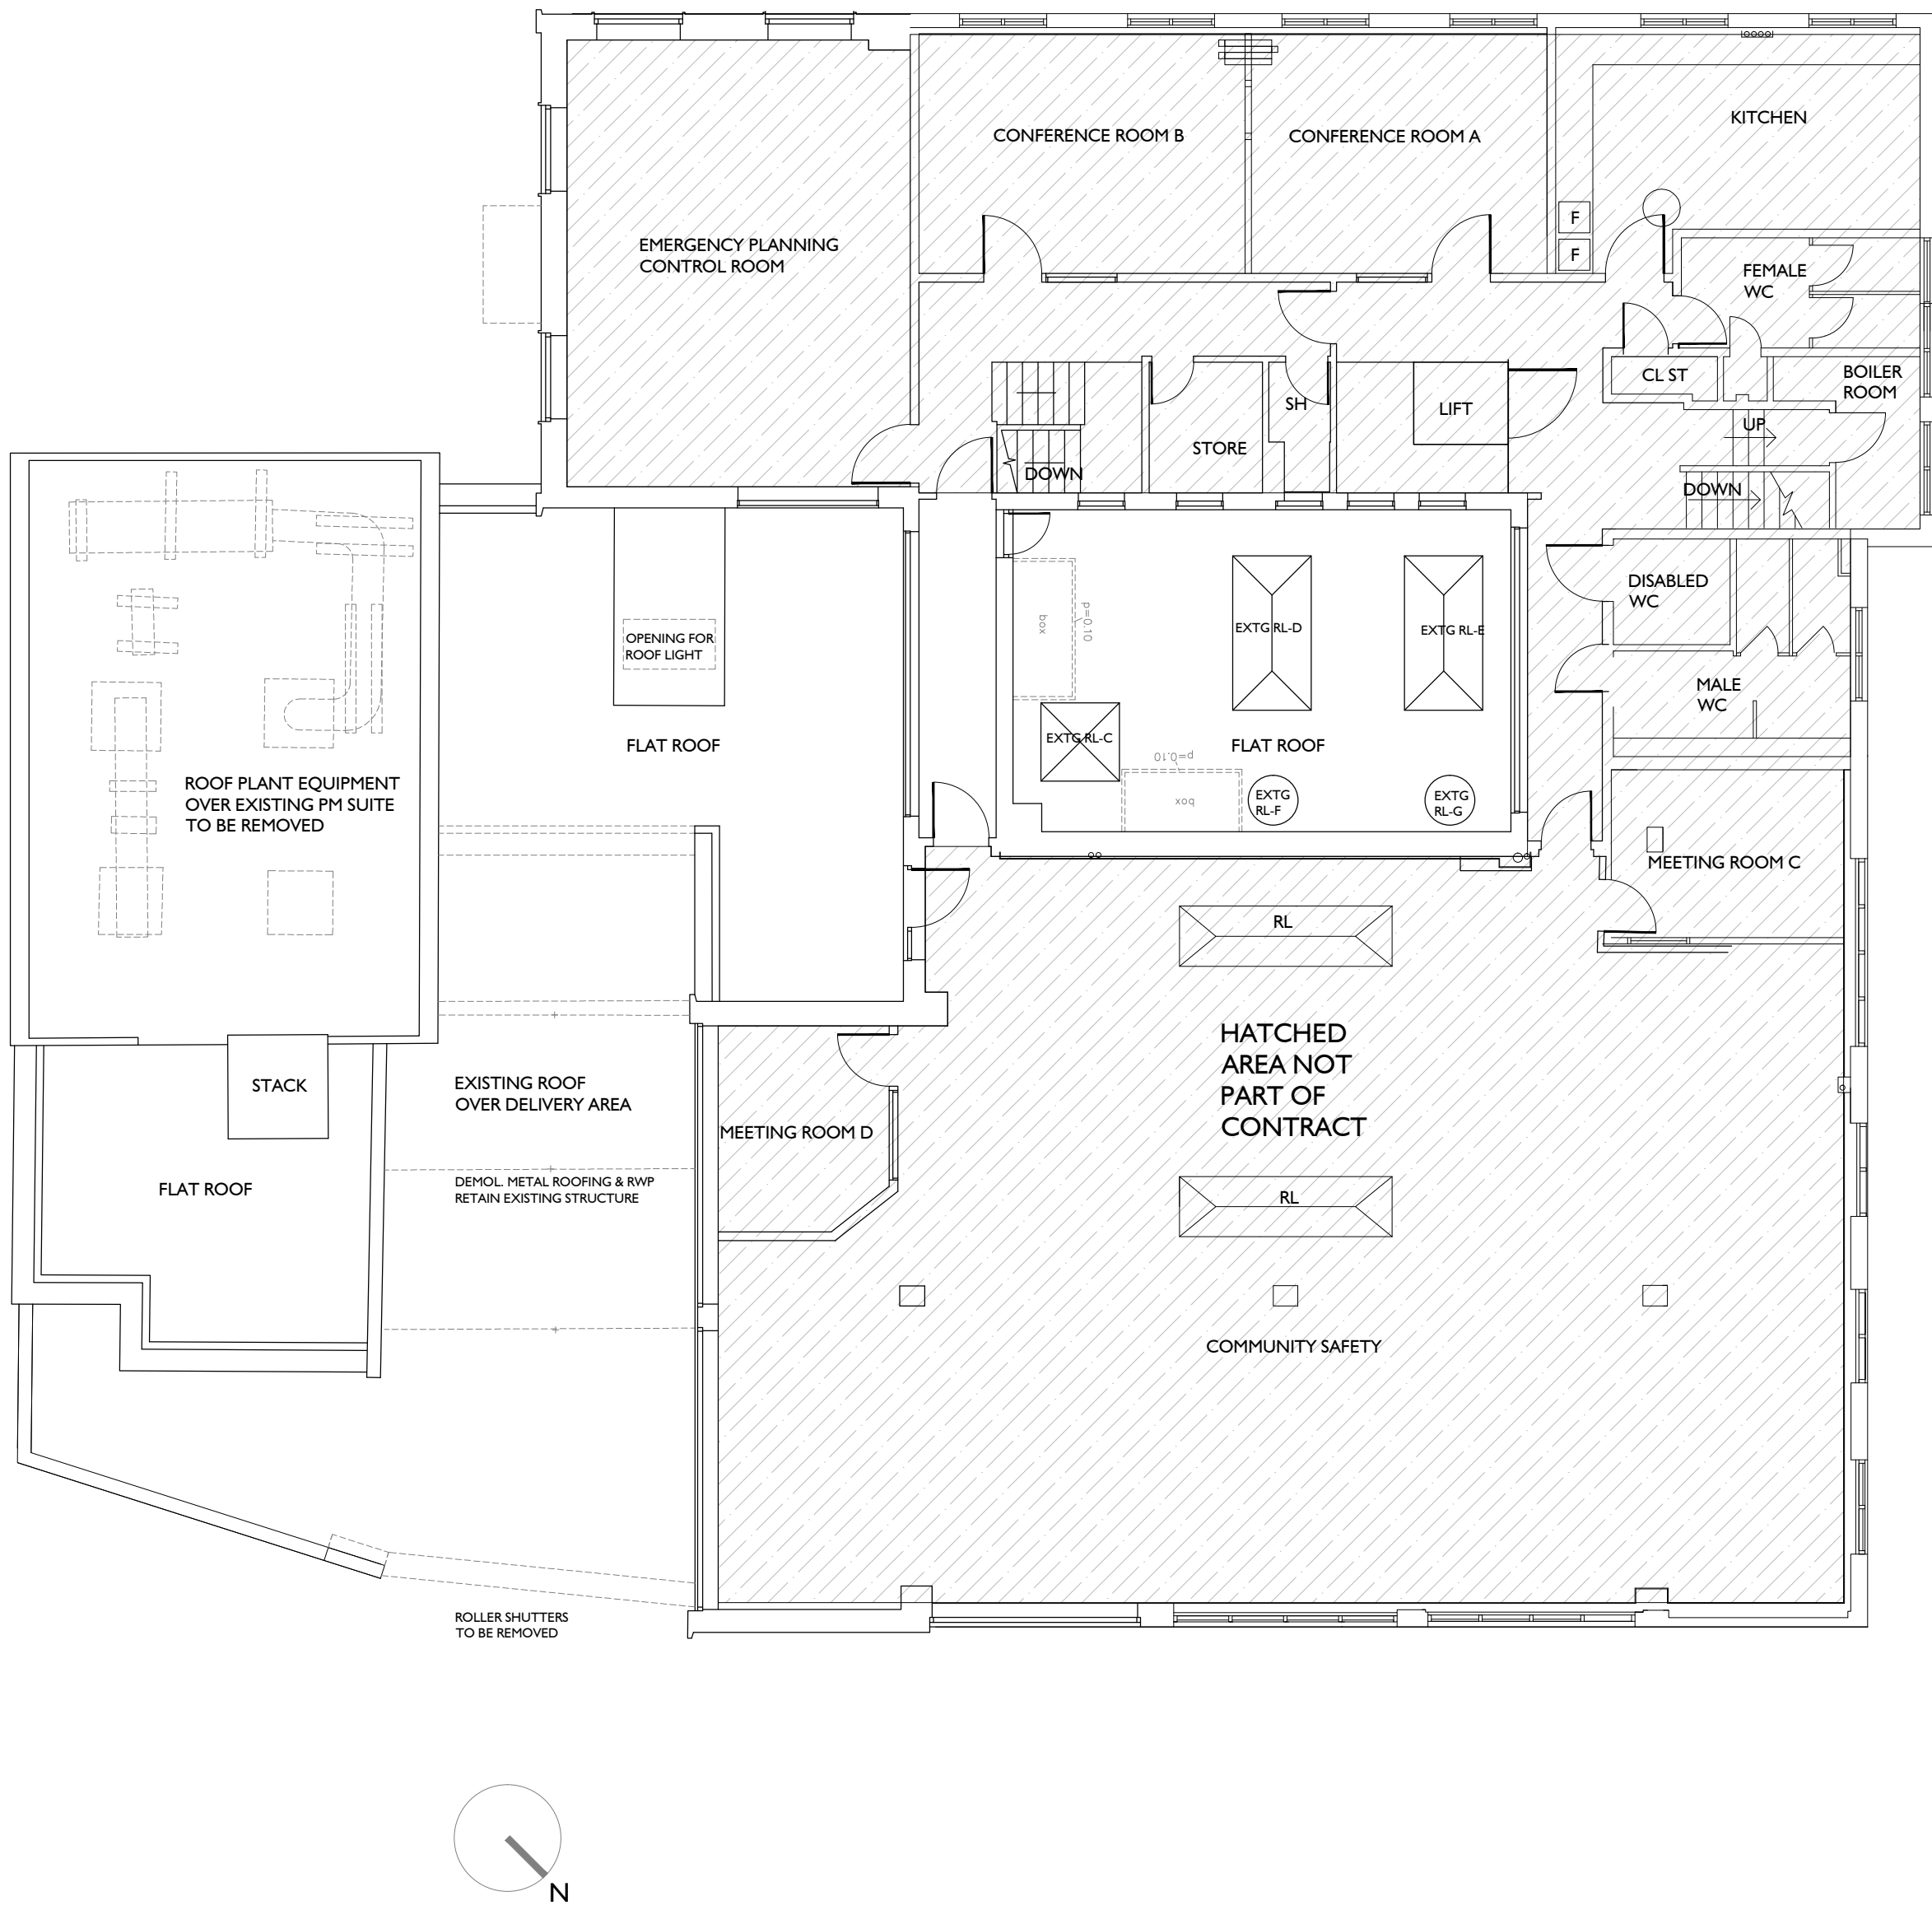 KITCHEN
CONFERENCE ROOM B
CONFERENCE ROOM A
F
F
EMERGENCY PLANNING
CONTROL ROOM
FEMALE
WC
CL ST
BOILER
ROOM
SH
LIFT
UP
STORE
DOWN
DOWN
DISABLED
WC
box
p=0.10
EXTG RL-D
EXTG RL-E
OPENING FOR
ROOF LIGHT
MALE
WC
EXTG RL-C
FLAT ROOF
FLAT ROOF
p=0.10
box
EXTG
RL-F
EXTG
RL-G
ROOF PLANT EQUIPMENT
OVER EXISTING PM SUITE
TO BE REMOVED
MEETING ROOM C
RL
HATCHED
AREA NOT
PART OF
CONTRACT
STACK
EXISTING ROOF
OVER DELIVERY AREA
MEETING ROOM D
FLAT ROOF
DEMOL. METAL ROOFING & RWP
RETAIN EXISTING STRUCTURE
RL
COMMUNITY SAFETY
ROLLER SHUTTERS
TO BE REMOVED
N